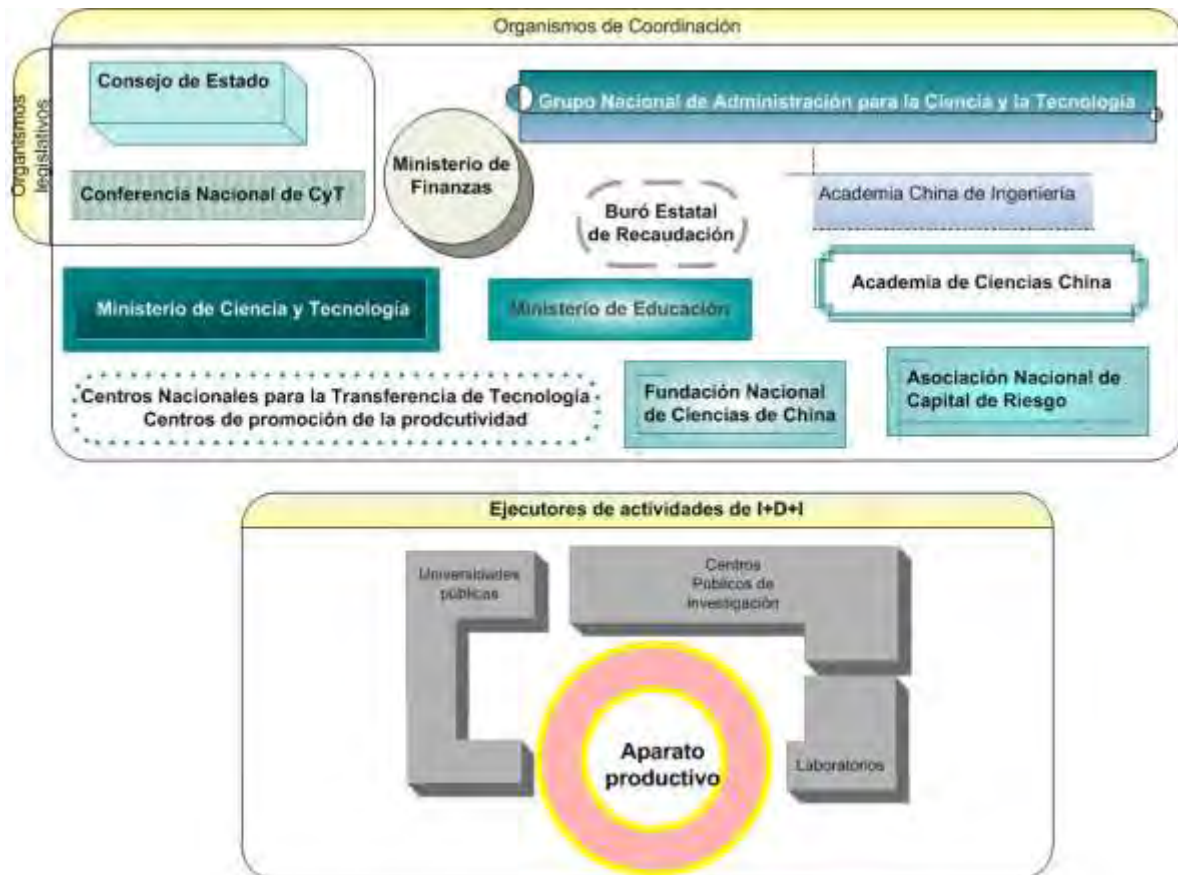 Organismos de Coordinación
Organismos
legislativos
Consejo de Estado
Conferencia Nacional de CyT
Ministerio de
Finanzas
Grupo Nacional de Administración para la Ciencia y la Tecnología
Buró Estatal
de Recaudación
Academia China de Ingeniería
Academia de Ciencias China
Ministerio de Ciencia y Tecnología
Ministerio de Educación
Centros Nacionales para la Transferencia de Tecnología
Centros de promoción de la prodcutividad
Fundación Nacional
de Ciencias de China
Asociación Nacional de
Capital de Riesgo
Ejecutores de actividades de I+D+I
Universidades
públicas
Centros
Públicos de
Investigación
Aparato
productivo
Laboratorios